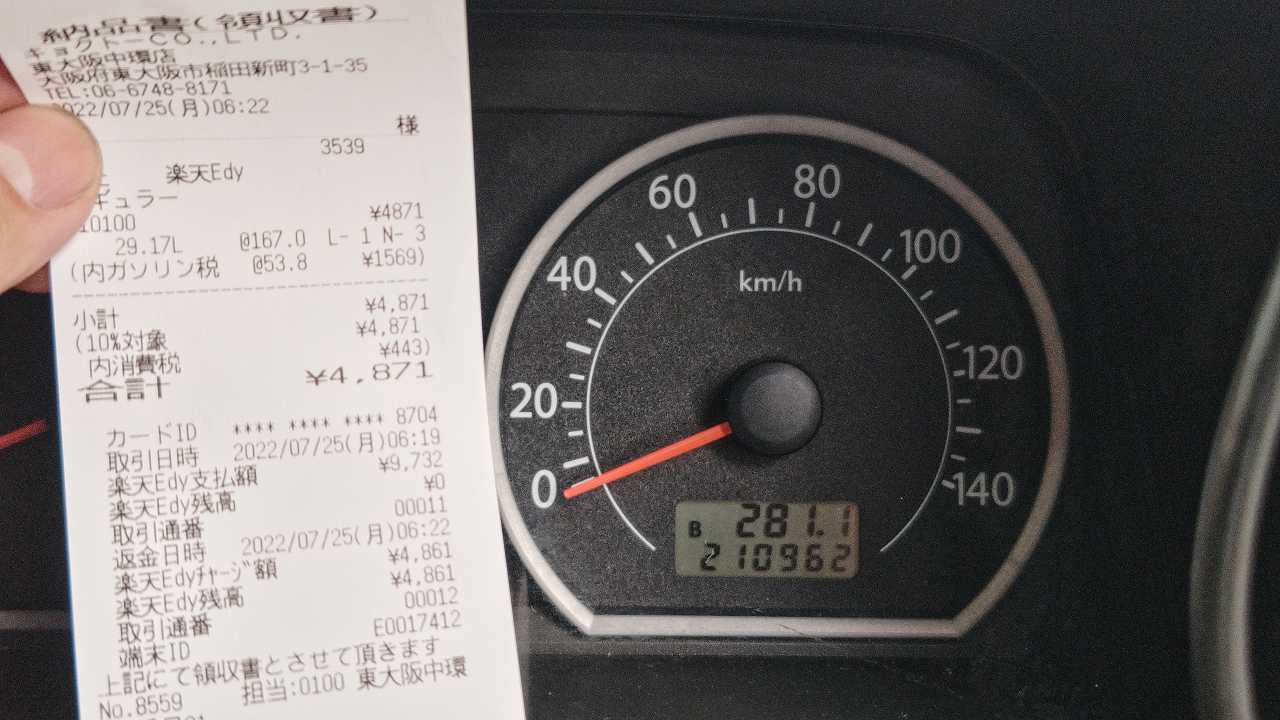 納品書(領収書)
キョクトーCO.,LTD.
東大阪中環店
大阪府東大阪市稲田新町3-1-35
TEL:06-6748-8171
2022/07/25(月)06:22
様
3539
楽天Edy
ギュラー
10100 ¥4871
29.17L @167.0 L- 1 N- 3
(内ガソリン税 @53.8 ¥1569)
小計 ¥4,871
(10%対象 ¥4,871
内消費税 ¥443)
合計 ¥4,871
カードID **** **** **** 8704
取引日時 2022/07/25(月)06:19
楽天Edy支払額 ¥9,732
楽天Edy残高 ¥0
取引通番 00011
返金日時 2022/07/25(月)06:22
楽天Edyチャージ額 ¥4,861
楽天Edy残高 ¥4,861
取引通番 00012
端末ID E0017412
上記にて領収書とさせて頂きます
No.8559 担当:0100 東大阪中環
0
20
40
60
80
100
120
140
km/h
B 281.1
210962